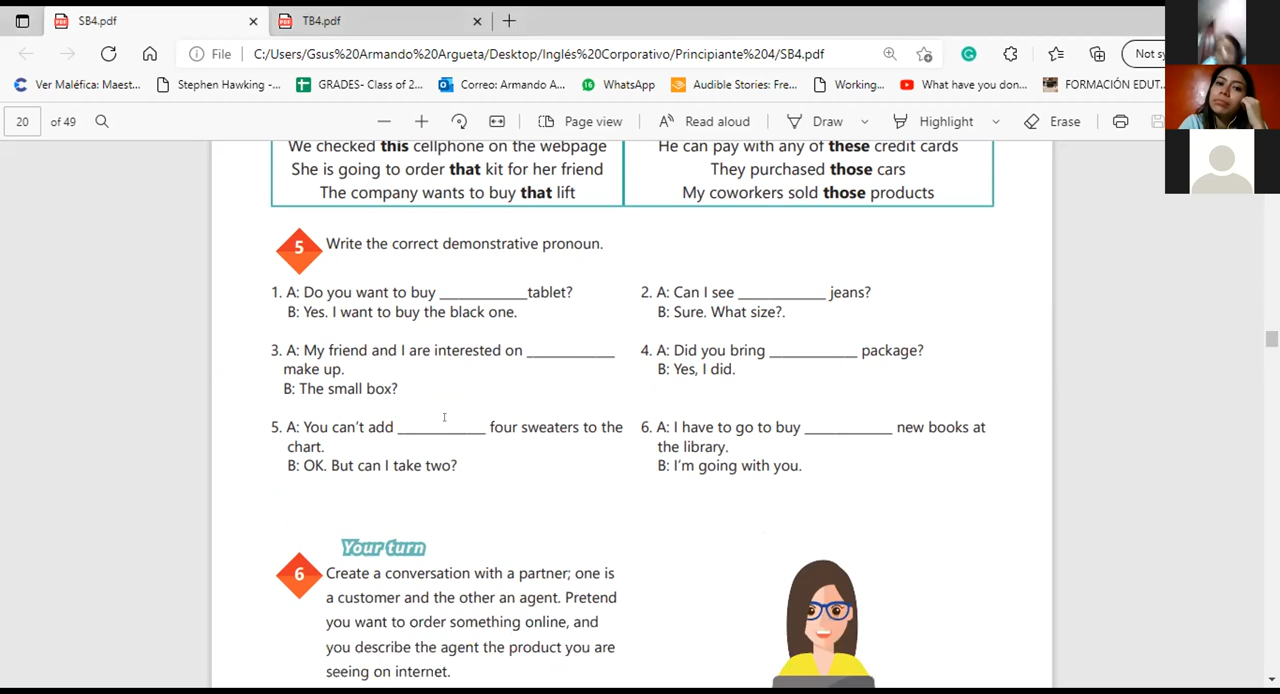 SB4.pdf
TB4.pdf
File C:/Users/Gsus%20Armando%20Argueta/Desktop/Inglés%20Corporativo/Principiante%204/SB4.pdf
Not sy
Ver Maléfica: Maest...
Stephen Hawking -...
GRADES- Class of 2...
Correo: Armando A...
16
WhatsApp
Audible Stories: Fre...
Working...
What have you don...
FORMACIÓN EDUT...
20 of 49
Page view
Read aloud
Draw
Highlight
Erase
We checked this cellphone on the webpage
She is going to order that kit for her friend
The company wants to buy that lift
He can pay with any of these credit cards
They purchased those cars
My coworkers sold those products
5 Write the correct demonstrative pronoun.
1. A: Do you want to buy ____________tablet?
B: Yes. I want to buy the black one.
2. A: Can I see ____________ jeans?
B: Sure. What size?.
3. A: My friend and I are interested on ____________
make up.
B: The small box?
4. A: Did you bring ____________ package?
B: Yes, I did.
5. A: You can't add ____________ four sweaters to the
chart.
B: OK. But can I take two?
6. A: I have to go to buy ____________ new books at
the library.
B: I'm going with you.
Your turn
6 Create a conversation with a partner; one is
a customer and the other an agent. Pretend
you want to order something online, and
you describe the agent the product you are
seeing on internet.